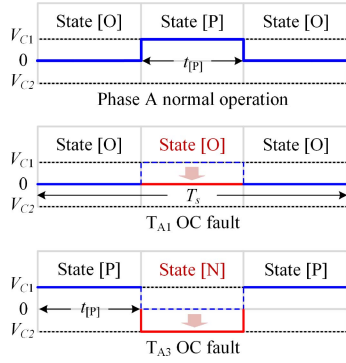 State [O] State [P] State [O]
V_C1
0
t_[P]
V_C2
Phase A normal operation
State [O] State [O] State [O]
V_C1
0
T_s
V_C2
T_A1 OC fault
State [P] State [N] State [P]
V_C1
t_[P]
0
V_C2
T_A3 OC fault